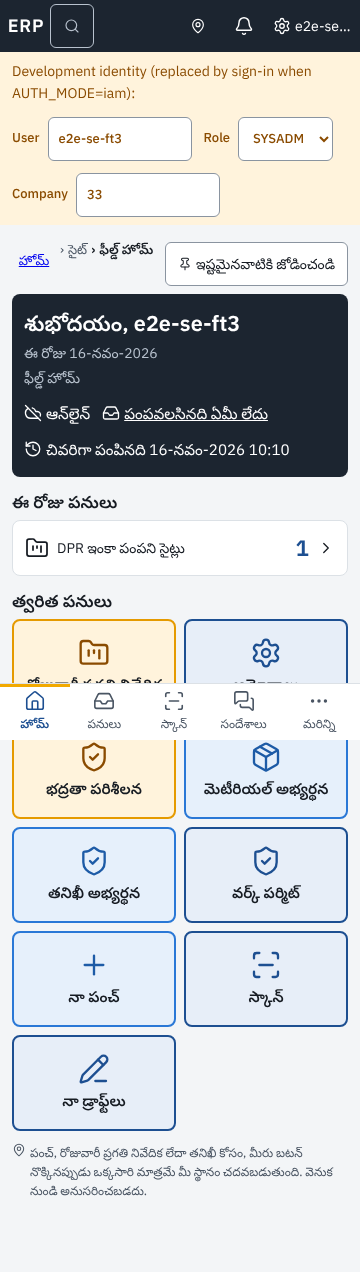 ERP
e2e-se...
Development identity (replaced by sign-in when
AUTH_MODE=iam):
User e2e-se-ft3 Role SYSADM
Company 33
హోమ్ › సైట్ › ఫీల్డ్ హోమ్
ఇష్టమైనవాటికి జోడించండి
శుభోదయం, e2e-se-ft3
ఈ రోజు 16-నవం-2026
ఫీల్డ్ హోమ్
ఆన్‌లైన్ పంపవలసినది ఏమీ లేదు
చివరిగా పంపినది 16-నవం-2026 10:10
ఈ రోజు పనులు
DPR ఇంకా పంపని సైట్లు 1
త్వరిత పనులు
హోమ్ పనులు స్కాన్ సందేశాలు మరిన్ని
భద్రతా పరిశీలన మెటీరియల్ అభ్యర్థన
తనిఖీ అభ్యర్థన వర్క్ పర్మిట్
నా పంచ్ స్కాన్
నా డ్రాఫ్ట్‌లు
పంచ్, రోజువారీ ప్రగతి నివేదిక లేదా తనిఖీ కోసం, మీరు బటన్
నొక్కినప్పుడు ఒక్కసారి మాత్రమే మీ స్థానం చదవబడుతుంది. వెనుక
నుండి అనుసరించబడదు.